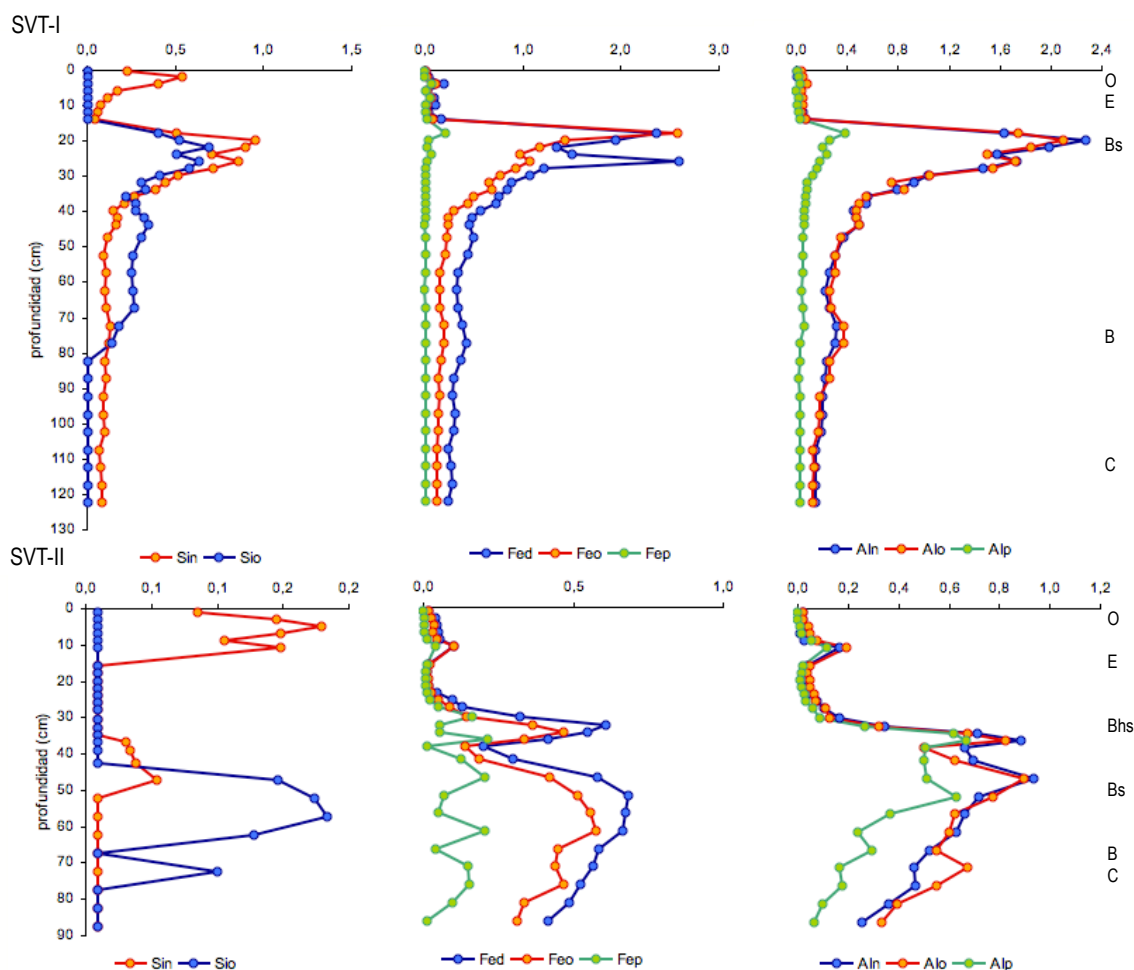 SVT-I
0,0 0,5 1,0 1,5
0,0 1,0 2,0 3,0
0,0 0,4 0,8 1,2 1,6 2,0 2,4
profundidad (cm)
0
10
20
30
40
50
60
70
80
90
100
110
120
130
O
E
Bs
B
C
Sin Sio
Fed Feo Fep
Aln Alo Alp
SVT-II
0,0 0,1 0,1 0,2 0,2
0,0 0,5 1,0
0,0 0,2 0,4 0,6 0,8 1,0 1,2
profundidad (cm)
0
10
20
30
40
50
60
70
80
90
O
E
Bhs
Bs
B
C
Sin Sio
Fed Feo Fep
Aln Alo Alp